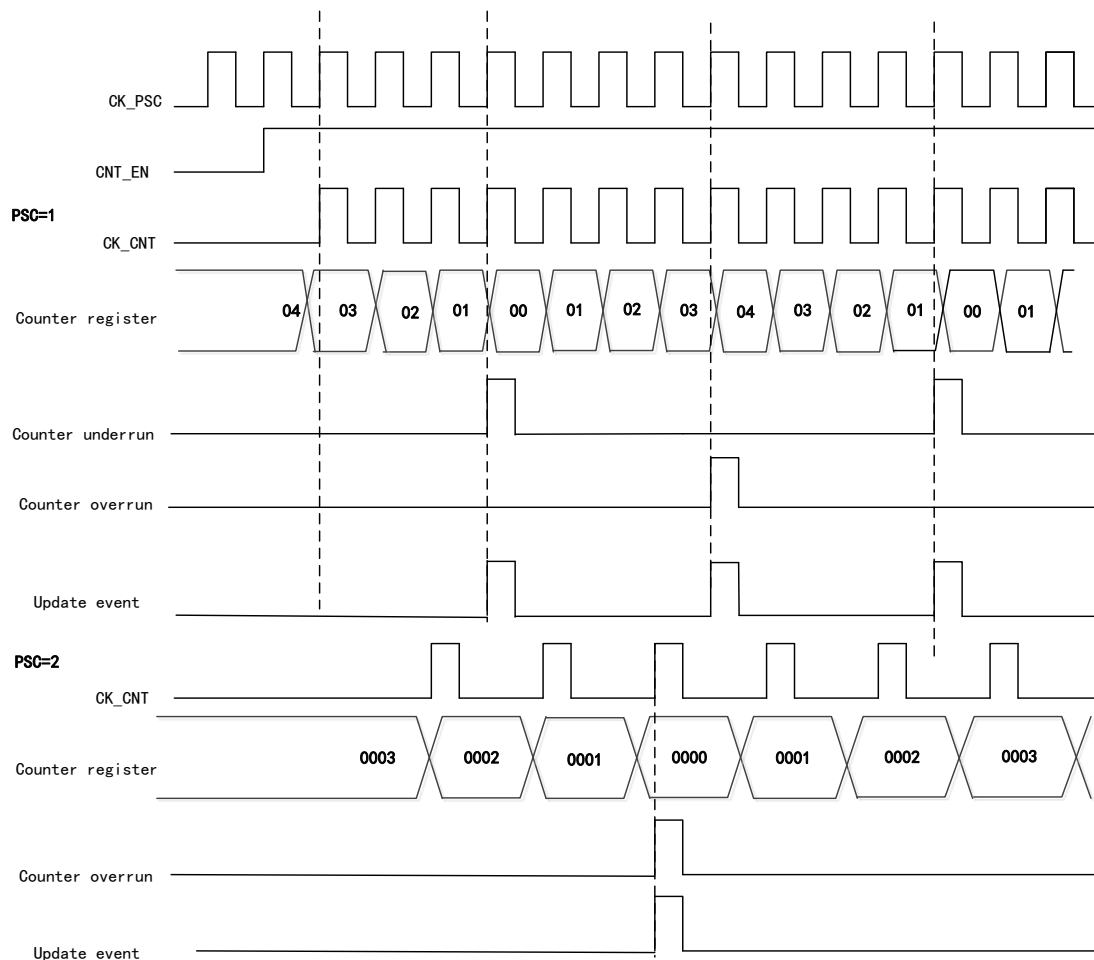 CK_PSC
CNT_EN
PSC=1
CK_CNT
Counter register 04 03 02 01 00 01 02 03 04 03 02 01 00 01
Counter underrun
Counter overrun
Update event
PSC=2
CK_CNT
Counter register 0003 0002 0001 0000 0001 0002 0003
Counter overrun
Update event